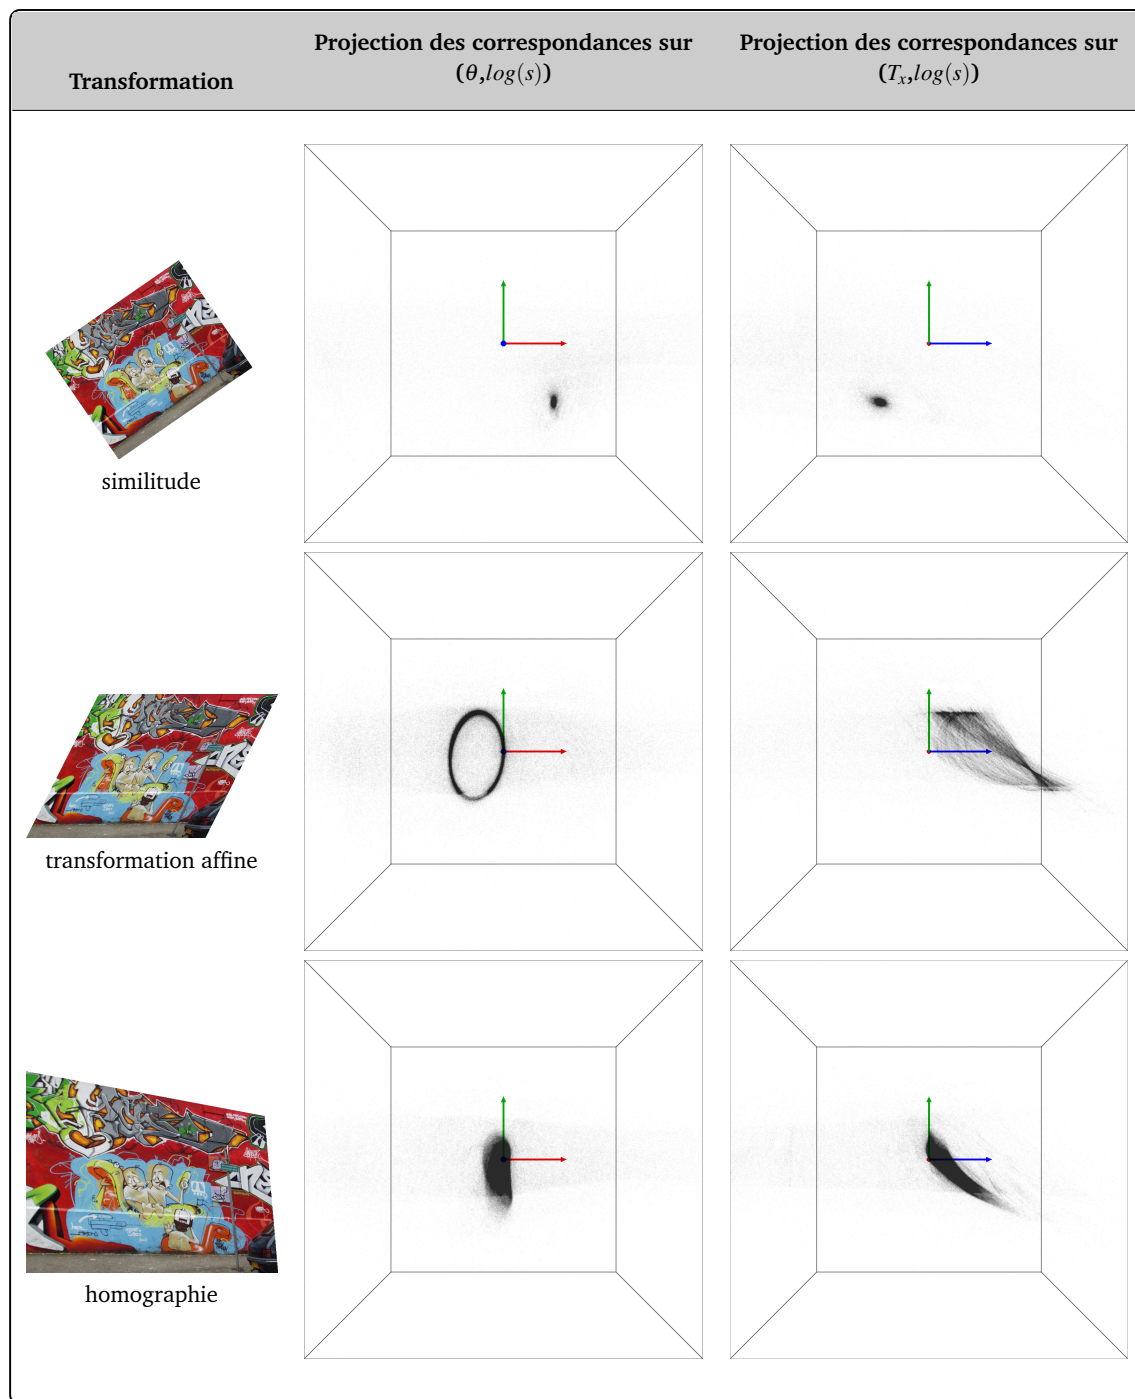 Transformation
Projection des correspondances sur
(θ,log(s))
Projection des correspondances sur
(Tₓ,log(s))
similitude
transformation affine
homographie